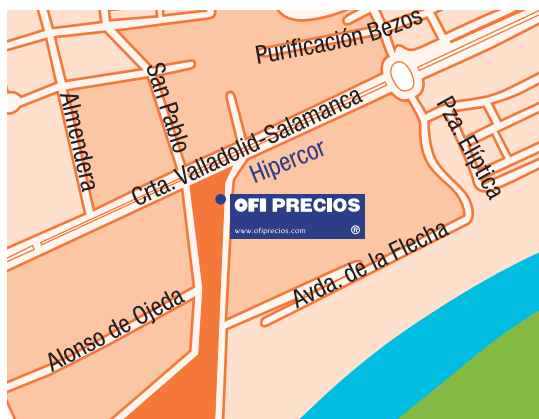 Purificación Bezos
San Pablo
Almendera
Crta. Valladolid-Salamanca
Pza. Elíptica
Hipercor
OFI PRECIOS
www.ofiprecios.com ®
Avda. de la Flecha
Alonso de Ojeda